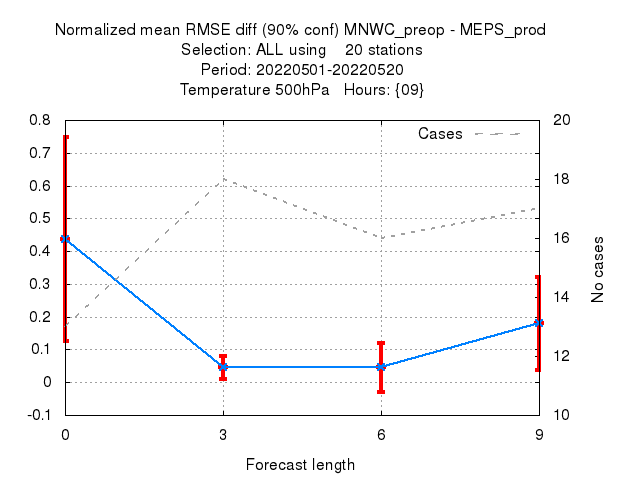 Normalized mean RMSE diff (90% conf) MNWC_preop - MEPS_prod
Selection: ALL using    20 stations
Period: 20220501-20220520
Temperature 500hPa   Hours: {09}
Cases
0.8
0.7
0.6
0.5
0.4
0.3
0.2
0.1
0
-0.1
20
18
16
14
12
10
No cases
0 3 6 9
Forecast length